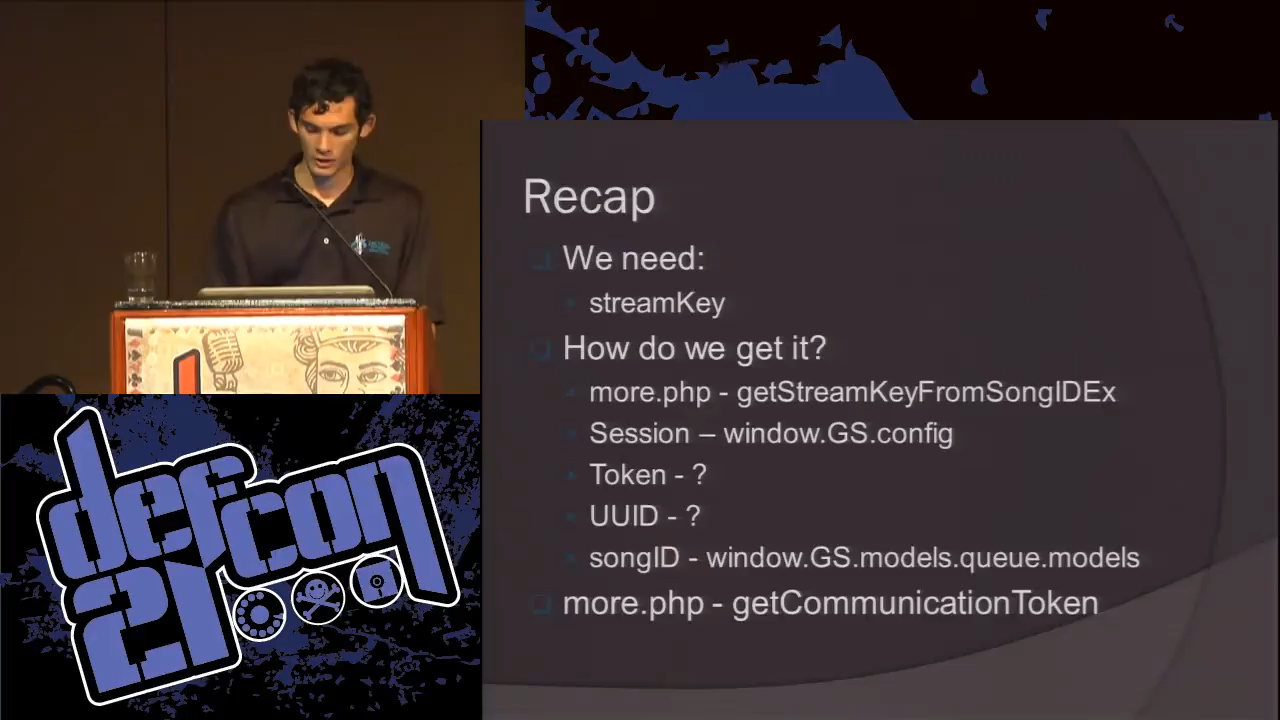 Recap
We need:
streamKey
How do we get it?
more.php - getStreamKeyFromSongIDEx
Session – window.GS.config
Token - ?
UUID - ?
songID - window.GS.models.queue.models
more.php - getCommunicationToken
defcon
21